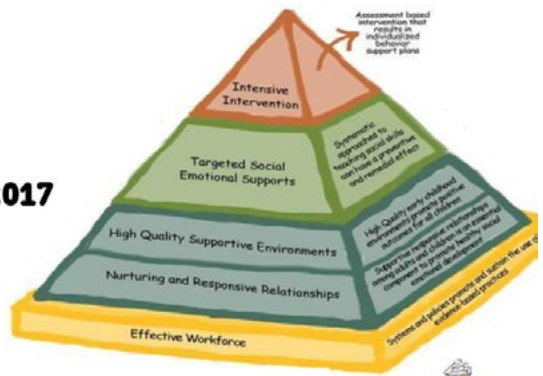 Assessment based
intervention that
results in
individualized
behavior
support plans
Intensive
Intervention
Systematic
approaches to
teaching social skills
can have a preventive
and remedial effect
Targeted Social
Emotional Supports
2017
High Quality early childhood
environments promote positive
outcomes for all children
High Quality Supportive Environments
Supportive responsive relationships
among adults and children is an essential
component to promote healthy social
emotional development
Nurturing and Responsive Relationships
Systems and policies promote and sustain the use of
evidence-based practices
Effective Workforce